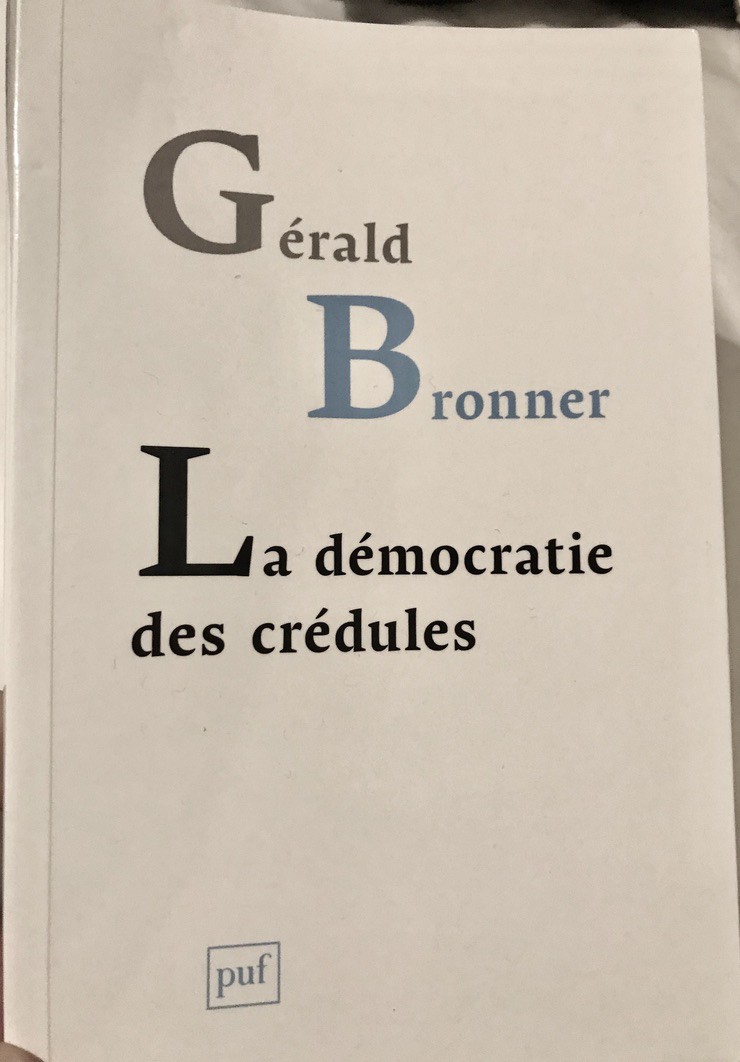 Gérald
Bronner
La démocratie
des crédules
puf